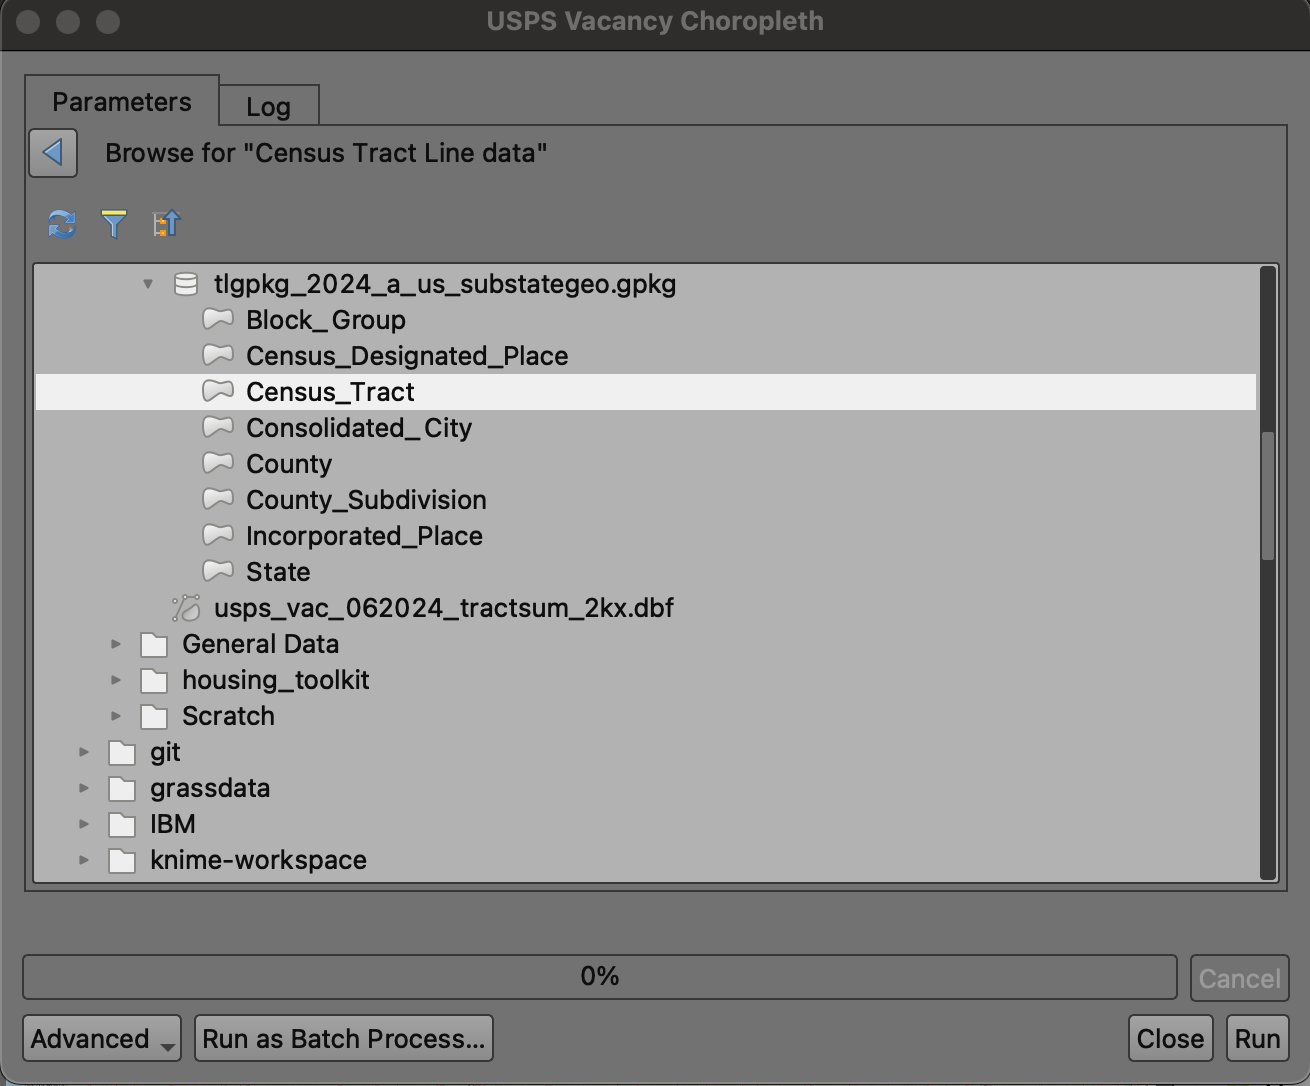 USPS Vacancy Choropleth
Parameters
Log
Browse for "Census Tract Line data"
tlgpkg_2024_a_us_substategeo.gpkg
Block_Group
Census_Designated_Place
Census_Tract
Consolidated_City
County
County_Subdivision
Incorporated_Place
State
usps_vac_062024_tractsum_2kx.dbf
General Data
housing_toolkit
Scratch
git
grassdata
IBM
knime-workspace
0%
Cancel
Advanced
Run as Batch Process...
Close
Run